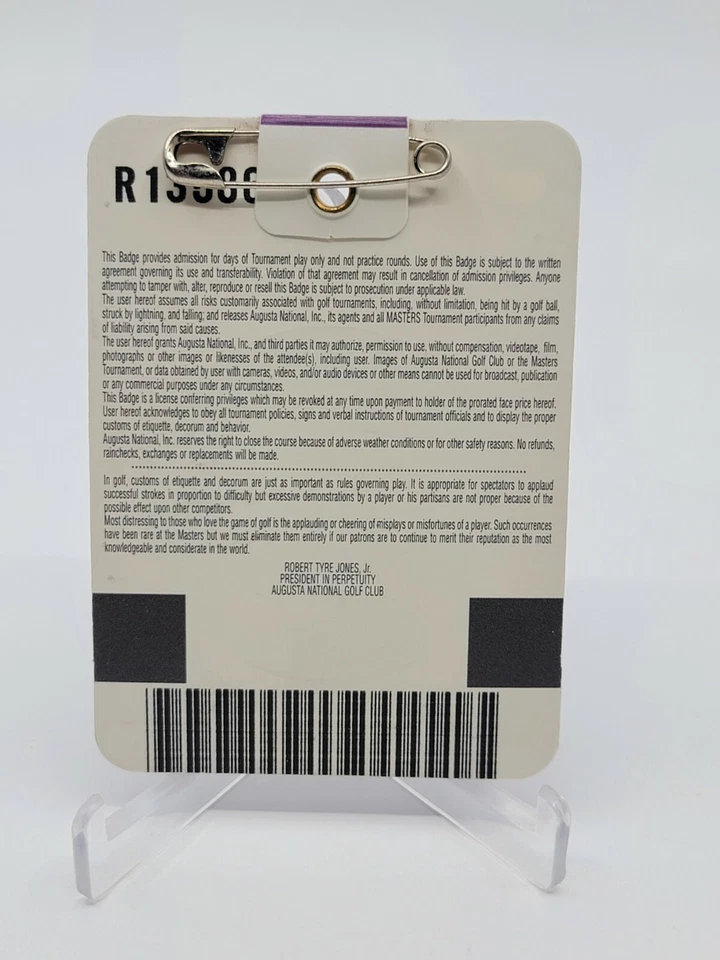 This Badge provides admission for days of Tournament play only and not practice rounds. Use of this Badge is subject to the written
agreement governing its use and transferability. Violation of that agreement may result in cancellation of admission privileges. Anyone
attempting to tamper with, alter, reproduce or resell this Badge is subject to prosecution under applicable law.
The user hereof assumes all risks customarily associated with golf tournaments, including, without limitation, being hit by a golf ball,
struck by lightning, and falling; and releases Augusta National, Inc., its agents and all MASTERS Tournament participants from any claims
of liability arising from said causes.
The user hereof grants Augusta National, Inc., and third parties it may authorize, permission to use, without compensation, videotape, film,
photographs or other images or likenesses of the attendee(s), including user. Images of Augusta National Golf Club or the Masters
Tournament, or data obtained by user with cameras, videos, and/or audio devices or other means cannot be used for broadcast, publication
or any commercial purposes under any circumstances.
This Badge is a license conferring privileges which may be revoked at any time upon payment to holder of the prorated face price hereof.
User hereof acknowledges to obey all tournament policies, signs and verbal instructions of tournament officials and to display the proper
customs of etiquette, decorum and behavior.
Augusta National, Inc. reserves the right to close the course because of adverse weather conditions or for other safety reasons. No refunds,
rainchecks, exchanges or replacements will be made.
In golf, customs of etiquette and decorum are just as important as rules governing play. It is appropriate for spectators to applaud
successful strokes in proportion to difficulty but excessive demonstrations by a player or his partisans are not proper because of the
possible effect upon other competitors.
Most distressing to those who love the game of golf is the applauding or cheering of misplays or misfortunes of a player. Such occurrences
have been rare at the Masters but we must eliminate them entirely if our patrons are to continue to merit their reputation as the most
knowledgeable and considerate in the world.
ROBERT TYRE JONES, Jr.
PRESIDENT IN PERPETUITY
AUGUSTA NATIONAL GOLF CLUB